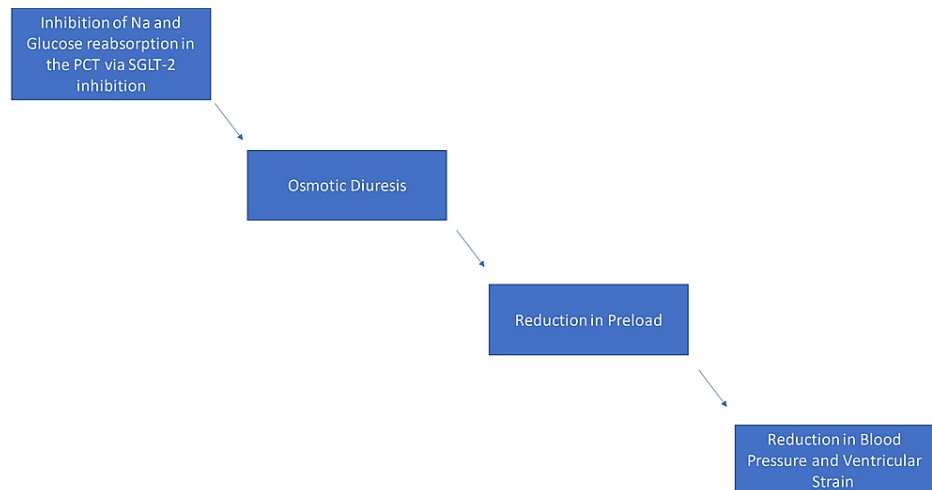 Inhibition of Na and
Glucose reabsorption in
the PCT via SGLT-2
inhibition
Osmotic Diuresis
Reduction in Preload
Reduction in Blood
Pressure and Ventricular
Strain